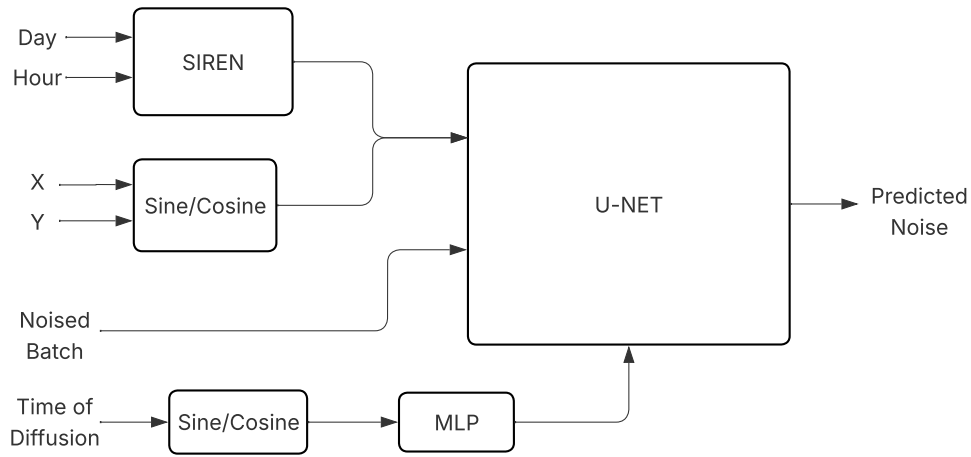 Day
Hour
SIREN
X
Y
Sine/Cosine
U-NET
Predicted
Noise
Noised
Batch
Time of
Diffusion
Sine/Cosine
MLP